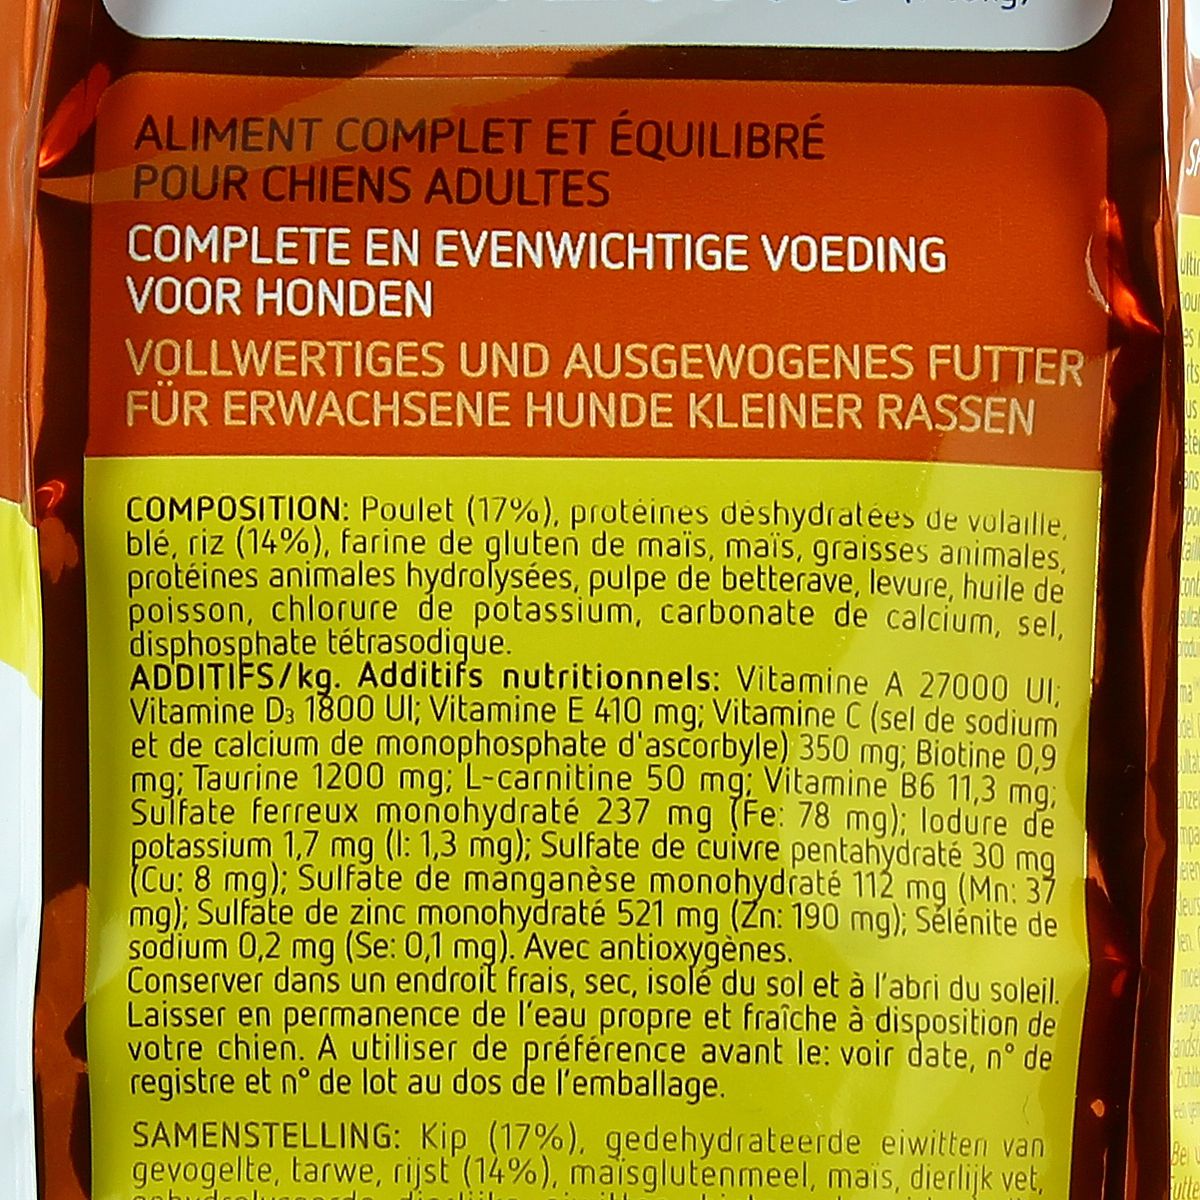 ALIMENT COMPLET ET ÉQUILIBRÉ
POUR CHIENS ADULTES
COMPLETE EN EVENWICHTIGE VOEDING
VOOR HONDEN
VOLLWERTIGES UND AUSGEWOGENES FUTTER
FÜR ERWACHSENE HUNDE KLEINER RASSEN
COMPOSITION: Poulet (17%), protéines déshydratées de volaille,
blé, riz (14%), farine de gluten de maïs, maïs, graisses animales,
protéines animales hydrolysées, pulpe de betterave, levure, huile de
poisson, chlorure de potassium, carbonate de calcium, sel,
disphosphate tétrasodique.
ADDITIFS/kg. Additifs nutritionnels: Vitamine A 27000 UI;
Vitamine D3 1800 UI; Vitamine E 410 mg; Vitamine C (sel de sodium
et de calcium de monophosphate d'ascorbyle) 350 mg; Biotine 0,9
mg; Taurine 1200 mg; L-carnitine 50 mg; Vitamine B6 11,3 mg;
Sulfate ferreux monohydraté 237 mg (Fe: 78 mg); Iodure de
potassium 1,7 mg (I: 1,3 mg); Sulfate de cuivre pentahydraté 30 mg
(Cu: 8 mg); Sulfate de manganèse monohydraté 112 mg (Mn: 37
mg); Sulfate de zinc monohydraté 521 mg (Zn: 190 mg); Sélénite de
sodium 0,2 mg (Se: 0,1 mg). Avec antioxygènes.
Conserver dans un endroit frais, sec, isolé du sol et à l'abri du soleil.
Laisser en permanence de l'eau propre et fraîche à disposition de
votre chien. A utiliser de préférence avant le: voir date, n° de
registre et n° de lot au dos de l'emballage.
SAMENSTELLING: Kip (17%), gedehydrateerde eiwitten van
gevogelte, tarwe, rijst (14%), maïsglutenmeel, maïs, dierlijk vet,